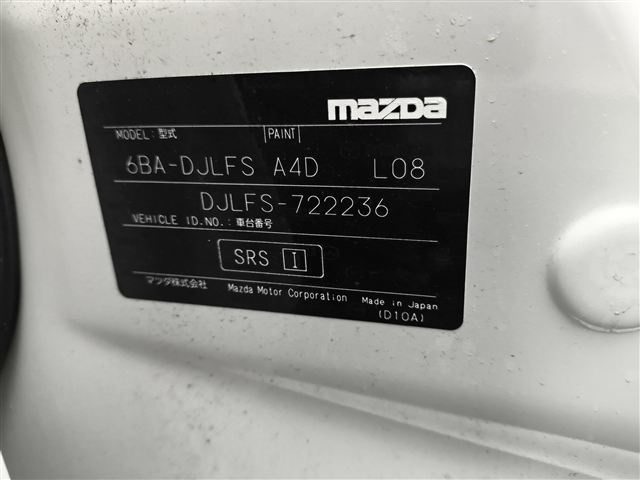 mazda
MODEL:型式 PAINT
6BA-DJLFS A4D L08
DJLFS-722236
VEHICLE ID.NO.:車台番号
SRS I
マツダ株式会社 Mazda Motor Corporation Made in Japan
(D10A)